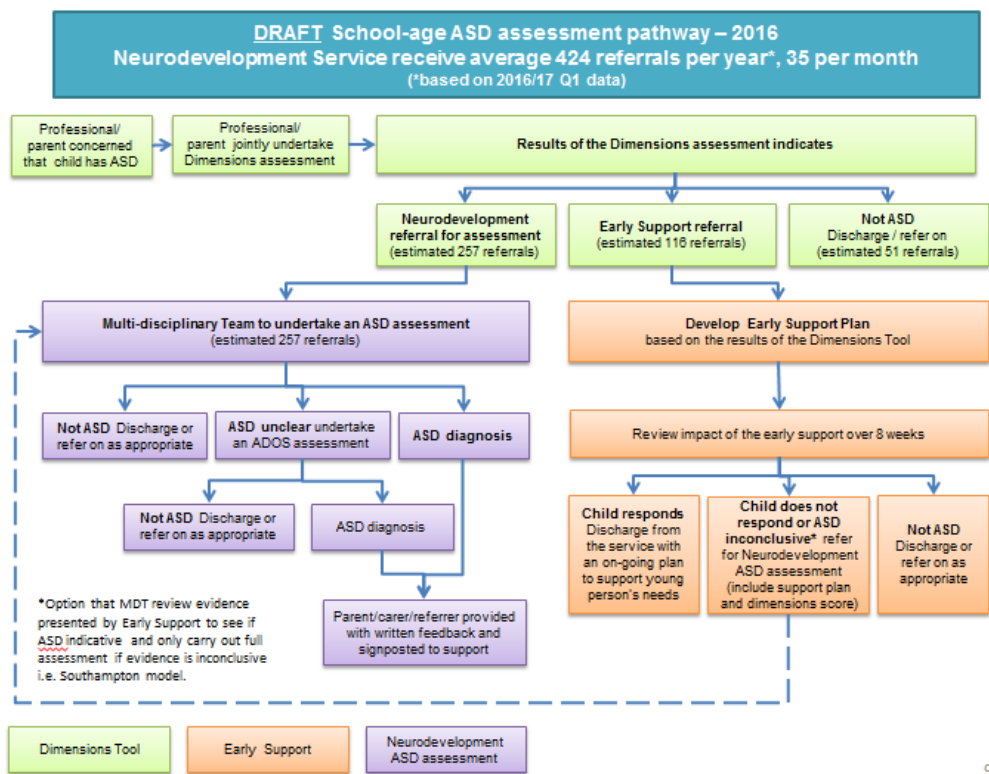 DRAFT School-age ASD assessment pathway – 2016
Neurodevelopment Service receive average 424 referrals per year*, 35 per month
(*based on 2016/17 Q1 data)
Professional/
parent concerned
that child has ASD
Professional/
parent jointly undertake
Dimensions assessment
Results of the Dimensions assessment indicates
Neurodevelopment
referral for assessment
(estimated 257 referrals)
Early Support referral
(estimated 116 referrals)
Not ASD
Discharge / refer on
(estimated 51 referrals)
Multi-disciplinary Team to undertake an ASD assessment
(estimated 257 referrals)
Develop Early Support Plan
based on the results of the Dimensions Tool
Not ASD Discharge or
refer on as appropriate
ASD unclear undertake
an ADOS assessment
ASD diagnosis
Review impact of the early support over 8 weeks
Not ASD Discharge or
refer on as appropriate
ASD diagnosis
Child responds
Discharge from
the service with
an on-going plan
to support young
person's needs
Child does not
respond or ASD
inconclusive* refer
for Neurodevelopment
ASD assessment
(include support plan
and dimensions score)
Not ASD
Discharge or
refer on as
appropriate
*Option that MDT review evidence
presented by Early Support to see if
ASD indicative and only carry out full
assessment if evidence is inconclusive
i.e. Southampton model.
Parent/carer/referrer provided
with written feedback and
signposted to support
Dimensions Tool
Early Support
Neurodevelopment
ASD assessment